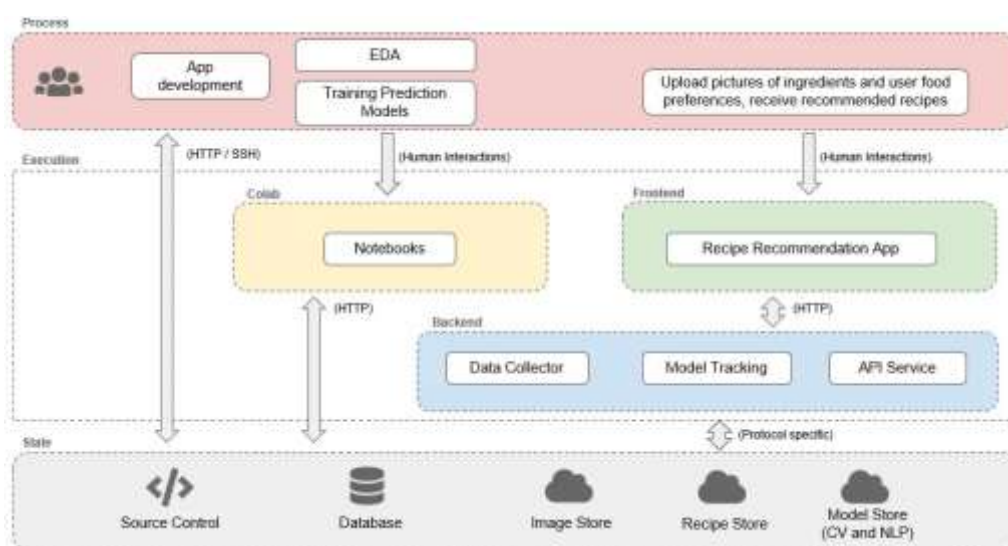 Process
App
development
EDA
Training Prediction
Models
Upload pictures of ingredients and user food
preferences, receive recommended recipes
(HTTP / SSH)
(Human Interactions)
(Human Interactions)
Execution
Colab
Notebooks
Frontend
Recipe Recommendation App
(HTTP)
(HTTP)
Backend
Data Collector
Model Tracking
API Service
(Protocol specific)
State
Source Control
Database
Image Store
Recipe Store
Model Store
(CV and NLP)